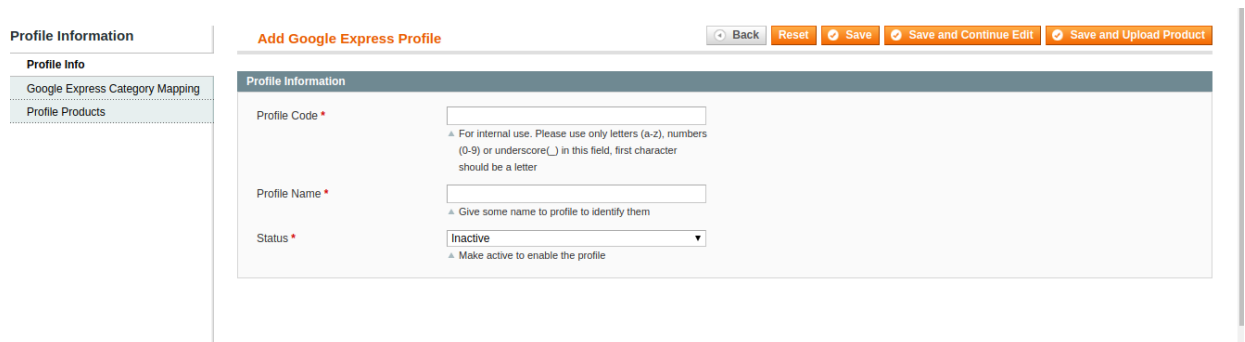 Profile Information
Add Google Express Profile
Back Reset Save Save and Continue Edit Save and Upload Product
Profile Info
Google Express Category Mapping
Profile Products
Profile Information
Profile Code *
For internal use. Please use only letters (a-z), numbers
(0-9) or underscore(_) in this field, first character
should be a letter
Profile Name *
Give some name to profile to identify them
Status *
Inactive
Make active to enable the profile